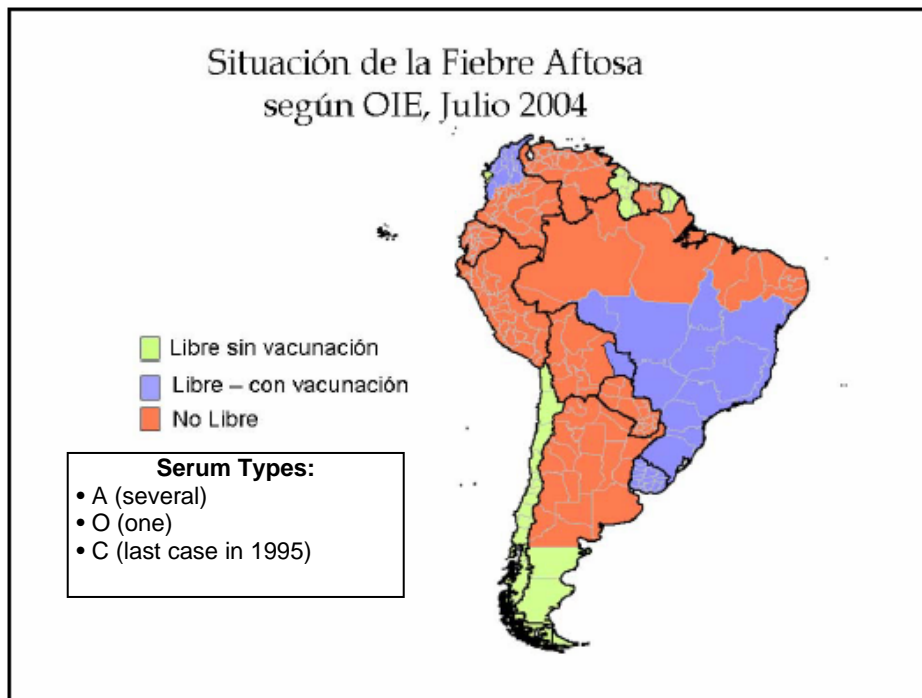 Situación de la Fiebre Aftosa
según OIE, Julio 2004
Libre sin vacunación
Libre – con vacunación
No Libre
Serum Types:
• A (several)
• O (one)
• C (last case in 1995)